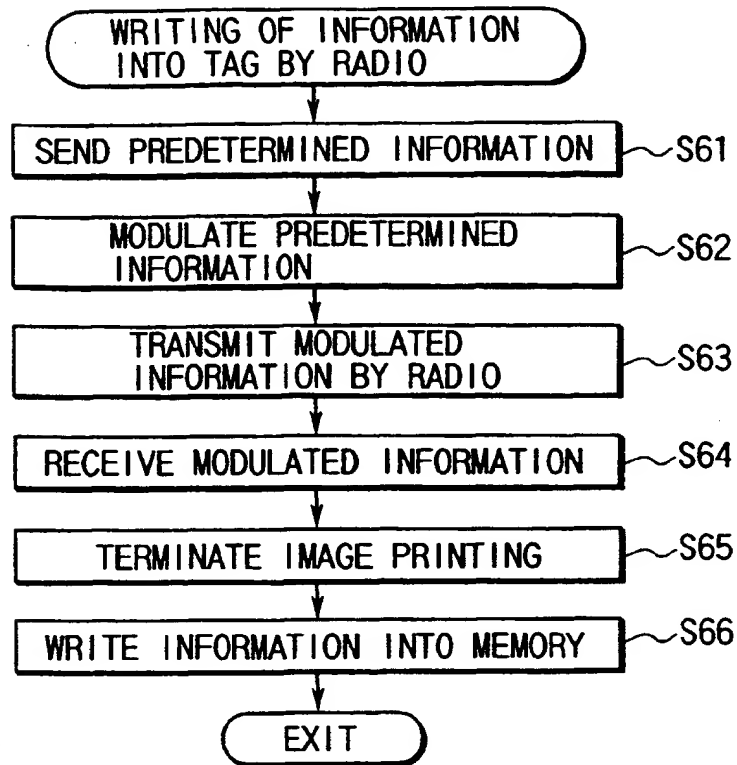 WRITING OF INFORMATION
INTO TAG BY RADIO
SEND PREDETERMINED INFORMATION
S61
MODULATE PREDETERMINED
INFORMATION
S62
TRANSMIT MODULATED
INFORMATION BY RADIO
S63
RECEIVE MODULATED INFORMATION
S64
TERMINATE IMAGE PRINTING
S65
WRITE INFORMATION INTO MEMORY
S66
EXIT